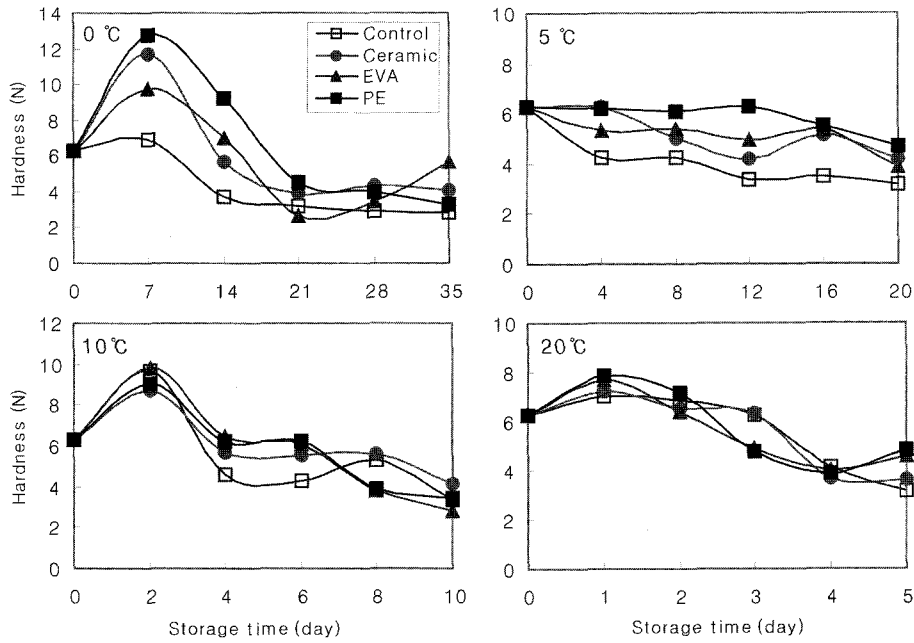 0 ℃
Control
Ceramic
EVA
PE
Hardness (N)
14
12
10
8
6
4
2
0
0 7 14 21 28 35
5 ℃
10
8
6
4
2
0
0 4 8 12 16 20
10℃
Hardness (N)
12
10
8
6
4
2
0
0 2 4 6 8 10
Storage time (day)
20℃
10
8
6
4
2
0
0 1 2 3 4 5
Storage time (day)